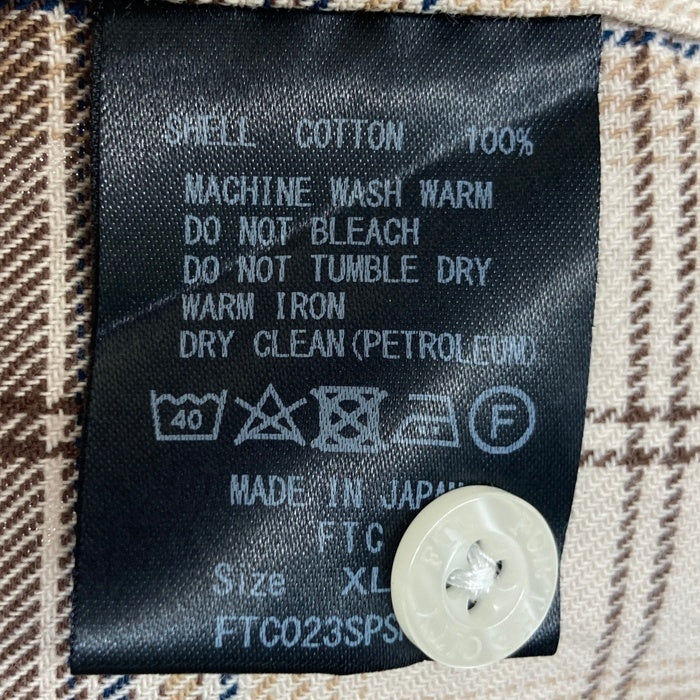 SHELL COTTON 100%
MACHINE WASH WARM
DO NOT BLEACH
DO NOT TUMBLE DRY
WARM IRON
DRY CLEAN(PETROLEUM)
40 F
MADE IN JAPAN
FTC
Size XL